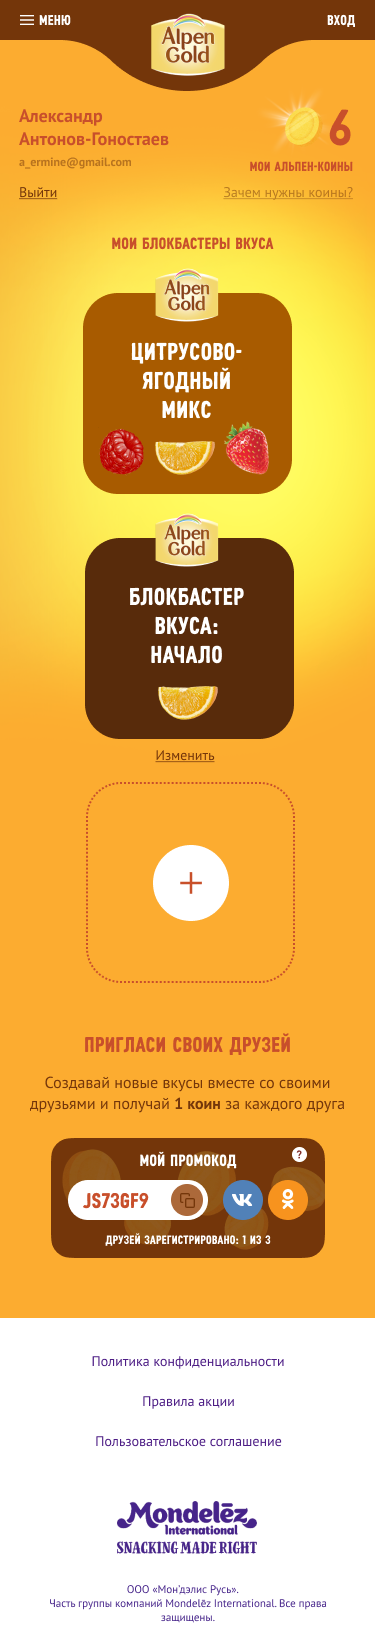 МЕНЮ
ВХОД
Alpen
Gold
Александр
Антонов-Гоностаев
a_ermine@gmail.com
6
МОИ АЛЬПЕН-КОИНЫ
Выйти
Зачем нужны коины?
МОИ БЛОКБАСТЕРЫ ВКУСА
Alpen
Gold
ЦИТРУСОВО-
ЯГОДНЫЙ
МИКС
Alpen
Gold
БЛОКБАСТЕР
ВКУСА:
НАЧАЛО
Изменить
ПРИГЛАСИ СВОИХ ДРУЗЕЙ
Создавай новые вкусы вместе со своими
друзьями и получай 1 коин за каждого друга
МОЙ ПРОМОКОД
?
JS73GF9
ДРУЗЕЙ ЗАРЕГИСТРИРОВАНО: 1 ИЗ 3
Политика конфиденциальности
Правила акции
Пользовательское соглашение
Mondelēz
International
SNACKING MADE RIGHT
ООО «Мон'дэлис Русь».
Часть группы компаний Mondelēz International. Все права
защищены.